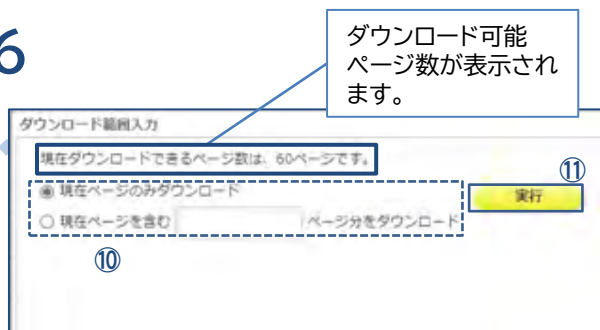 6
ダウンロード可能
ページ数が表示され
ます。
ダウンロード範囲入力
現在ダウンロードできるページ数は、60ページです。
現在ページのみダウンロード
⑪
実行
現在ページを含む ページ分をダウンロード
⑩